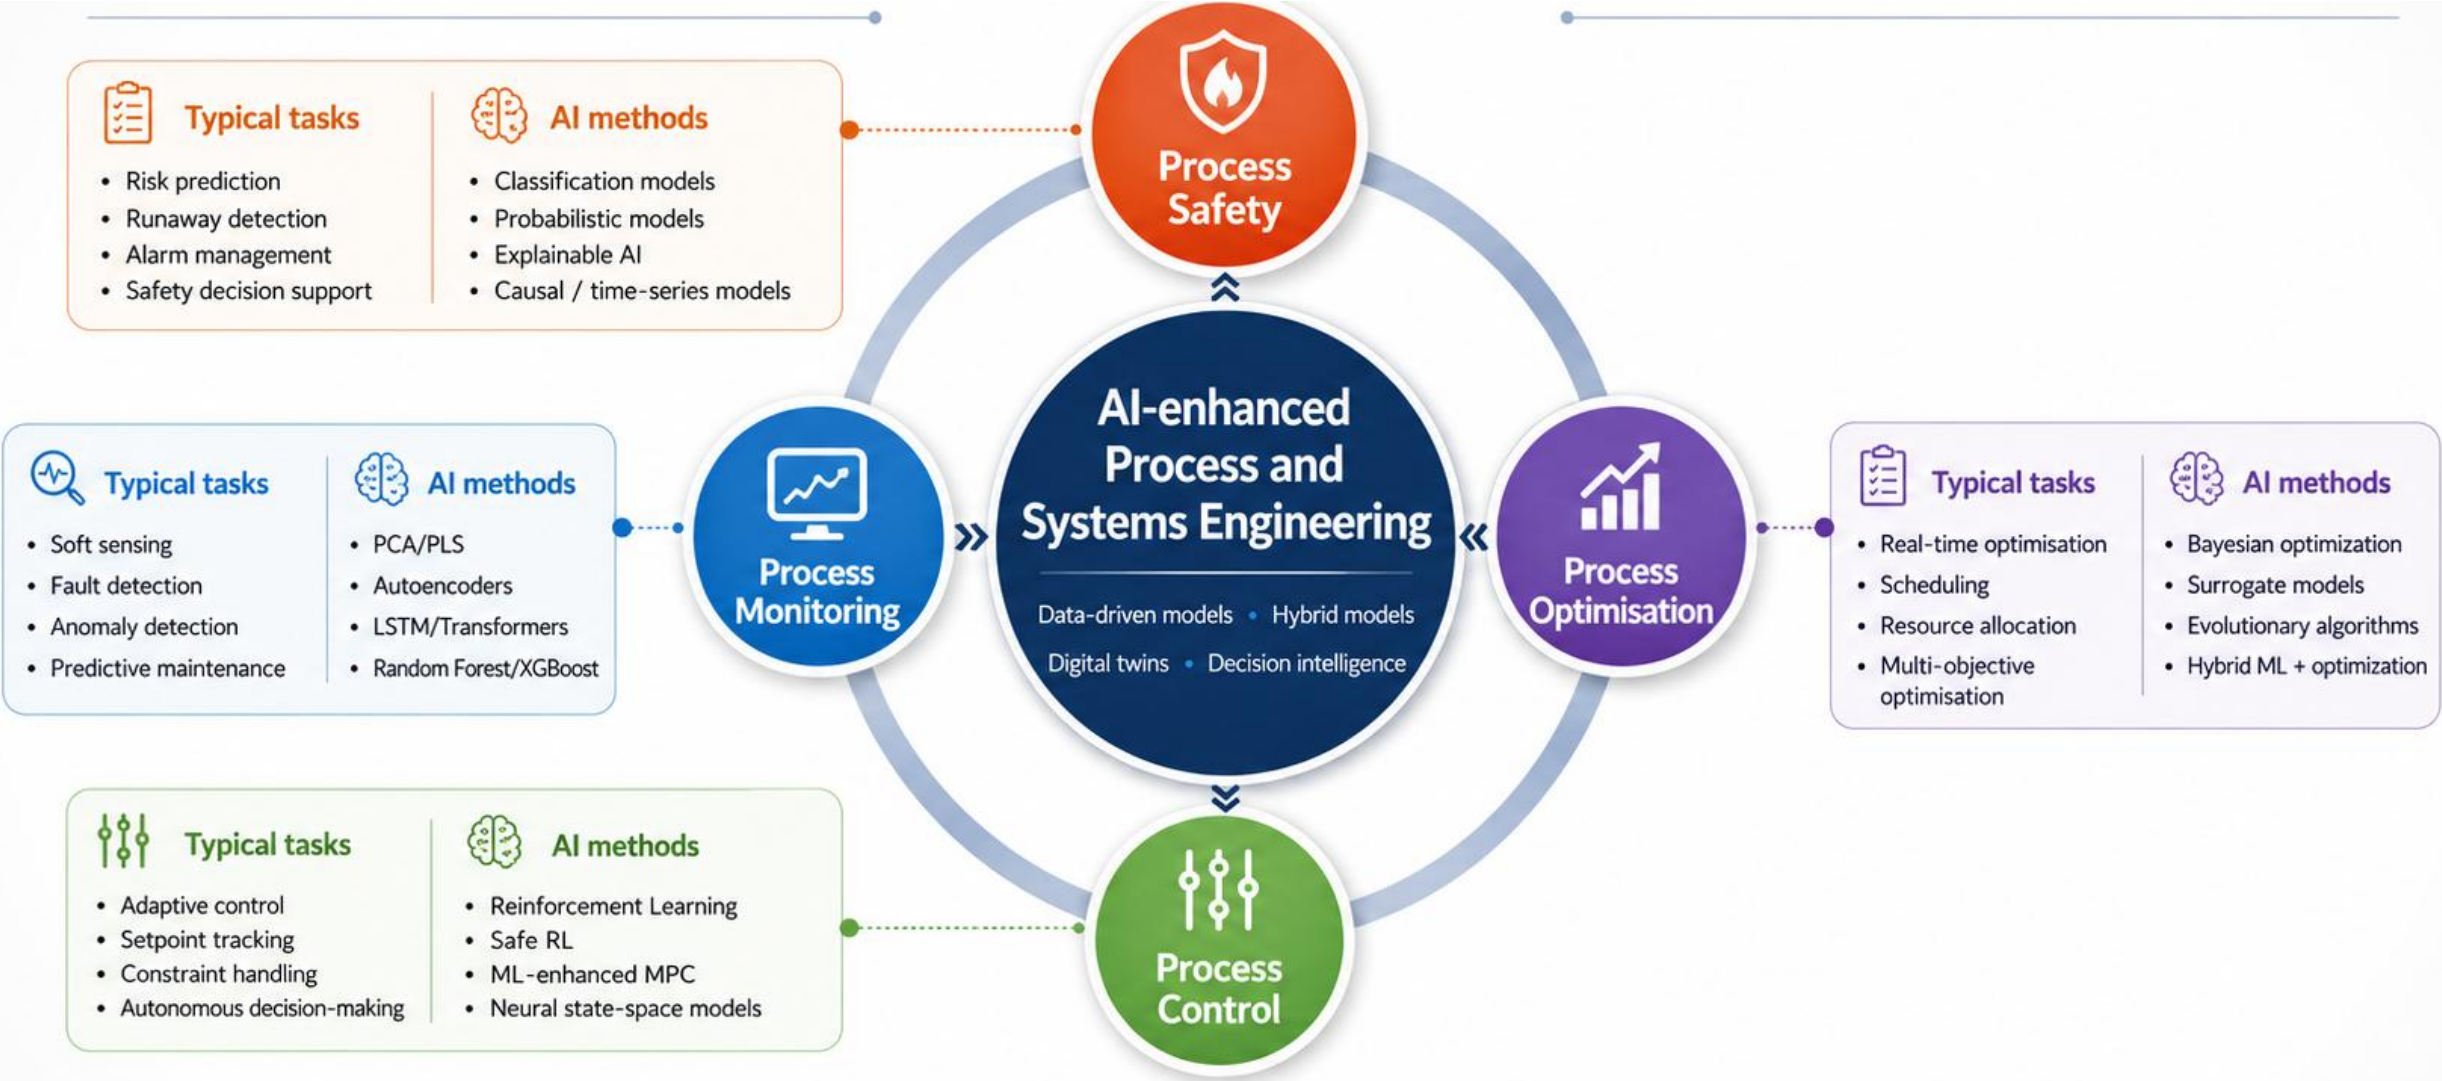 Process
Safety
Typical tasks
• Risk prediction
• Runaway detection
• Alarm management
• Safety decision support
AI methods
• Classification models
• Probabilistic models
• Explainable AI
• Causal / time-series models
AI-enhanced
Process and
Systems Engineering
Data-driven models • Hybrid models
Digital twins • Decision intelligence
Typical tasks
• Soft sensing
• Fault detection
• Anomaly detection
• Predictive maintenance
AI methods
• PCA/PLS
• Autoencoders
• LSTM/Transformers
• Random Forest/XGBoost
Process
Monitoring
Process
Optimisation
Typical tasks
• Real-time optimisation
• Scheduling
• Resource allocation
• Multi-objective
optimisation
AI methods
• Bayesian optimization
• Surrogate models
• Evolutionary algorithms
• Hybrid ML + optimization
Typical tasks
• Adaptive control
• Setpoint tracking
• Constraint handling
• Autonomous decision-making
AI methods
• Reinforcement Learning
• Safe RL
• ML-enhanced MPC
• Neural state-space models
Process
Control